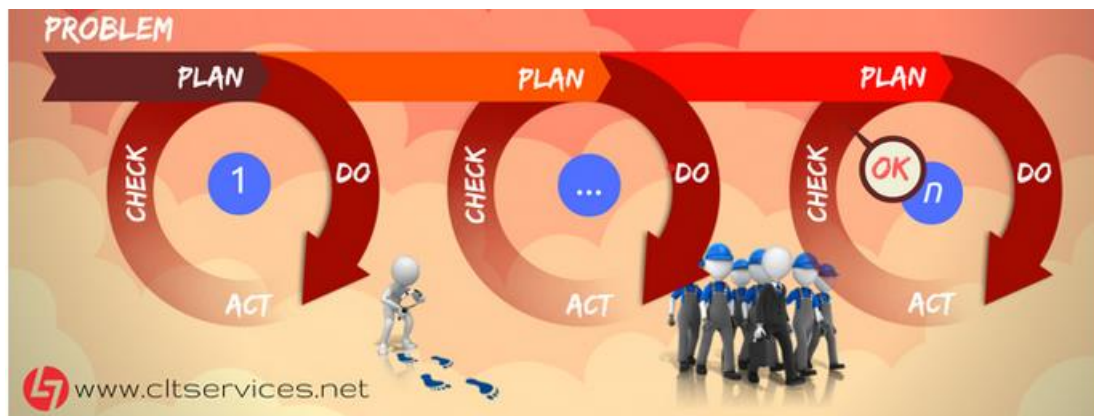 PROBLEM
PLAN
DO
CHECK
ACT
1
PLAN
DO
CHECK
ACT
...
PLAN
DO
CHECK
ACT
OK
n
www.cltservices.net